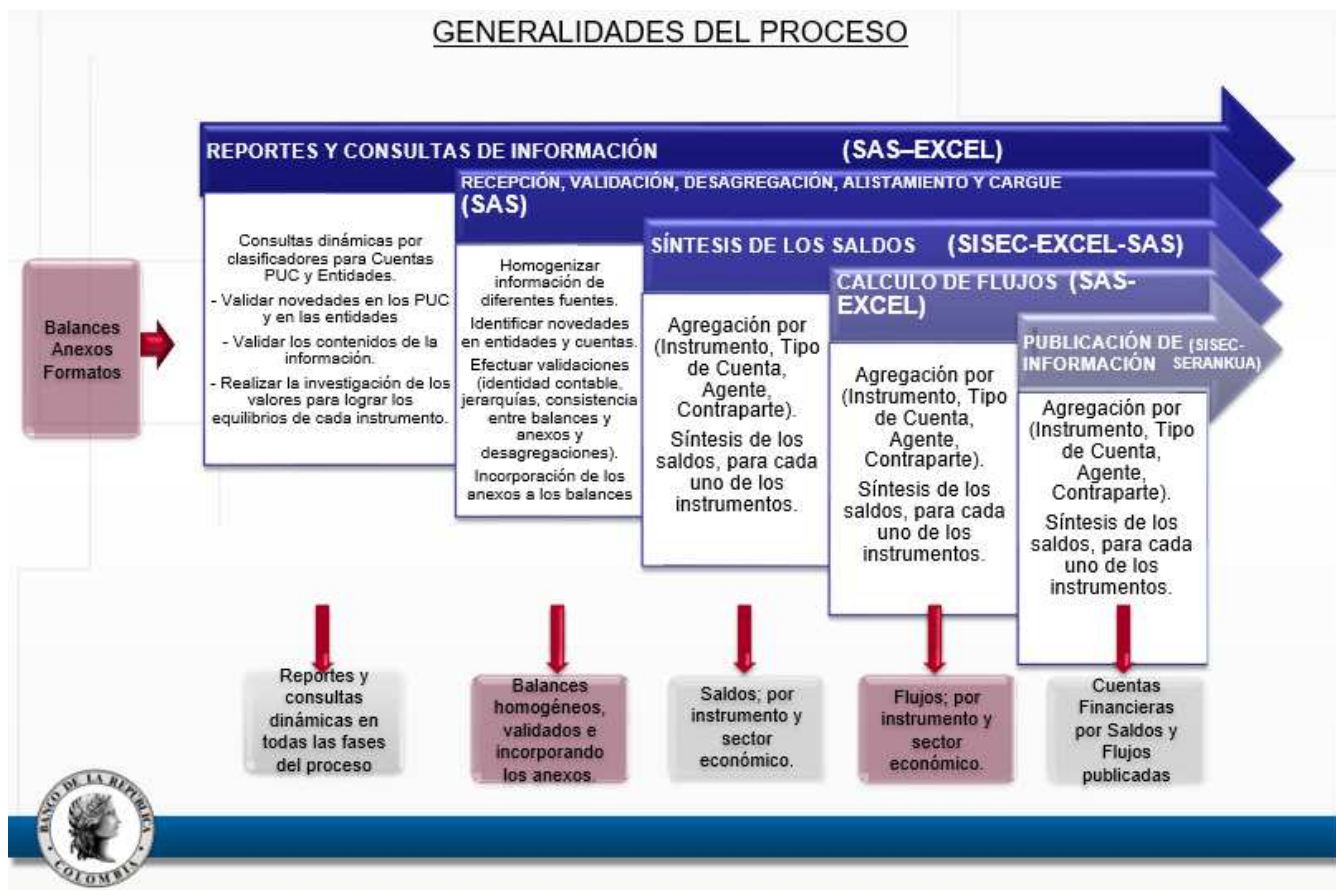 GENERALIDADES DEL PROCESO
REPORTES Y CONSULTAS DE INFORMACIÓN (SAS–EXCEL)
RECEPCIÓN, VALIDACIÓN, DESAGREGACIÓN, ALISTAMIENTO Y CARGUE
(SAS)
SÍNTESIS DE LOS SALDOS (SISEC-EXCEL-SAS)
CALCULO DE FLUJOS (SAS-
EXCEL)
PUBLICACIÓN DE (SISEC-
INFORMACIÓN SERANKUA)
Balances
Anexos
Formatos
Consultas dinámicas por
clasificadores para Cuentas
PUC y Entidades.
- Validar novedades en los PUC
y en las entidades
- Validar los contenidos de la
información.
- Realizar la investigación de los
valores para lograr los
equilibrios de cada instrumento.
Homogenizar
información de
diferentes fuentes.
Identificar novedades
en entidades y cuentas.
Efectuar validaciones
(identidad contable,
jerarquías, consistencia
entre balances y
anexos y
desagregaciones).
Incorporación de los
anexos a los balances
Agregación por
(Instrumento, Tipo
de Cuenta,
Agente,
Contraparte).
Síntesis de los
saldos, para cada
uno de los
instrumentos.
Agregación por
(Instrumento, Tipo
de Cuenta,
Agente,
Contraparte).
Síntesis de los
saldos, para cada
uno de los
instrumentos.
Agregación por
(Instrumento, Tipo
de Cuenta,
Agente,
Contraparte).
Síntesis de los
saldos, para cada
uno de los
instrumentos.
Reportes y
consultas
dinámicas en
todas las fases
del proceso
Balances
homogéneos,
validados e
incorporando
los anexos.
Saldos; por
instrumento y
sector
económico.
Flujos; por
instrumento y
sector
económico.
Cuentas
Financieras
por Saldos y
Flujos
publicadas
BANCO DE LA REPUBLICA
COLOMBIA